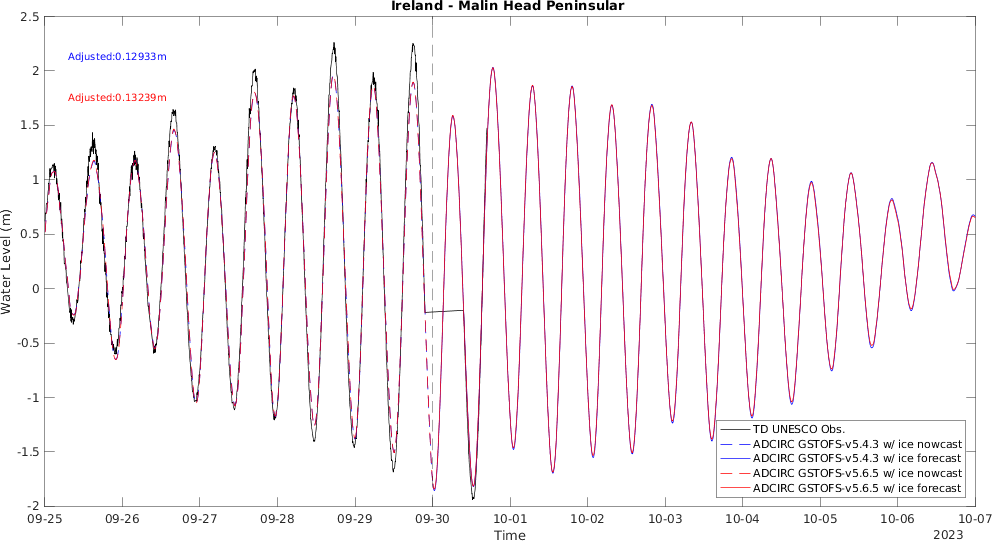 Ireland - Malin Head Peninsular
2.5
2
1.5
1
0.5
0
-0.5
-1
-1.5
-2
Water Level (m)
Adjusted:0.12933m
Adjusted:0.13239m
TD UNESCO Obs.
ADCIRC GSTOFS-v5.4.3 w/ ice nowcast
ADCIRC GSTOFS-v5.4.3 w/ ice forecast
ADCIRC GSTOFS-v5.6.5 w/ ice nowcast
ADCIRC GSTOFS-v5.6.5 w/ ice forecast
09-25 09-26 09-27 09-28 09-29 09-30 10-01 10-02 10-03 10-04 10-05 10-06 10-07
Time
2023